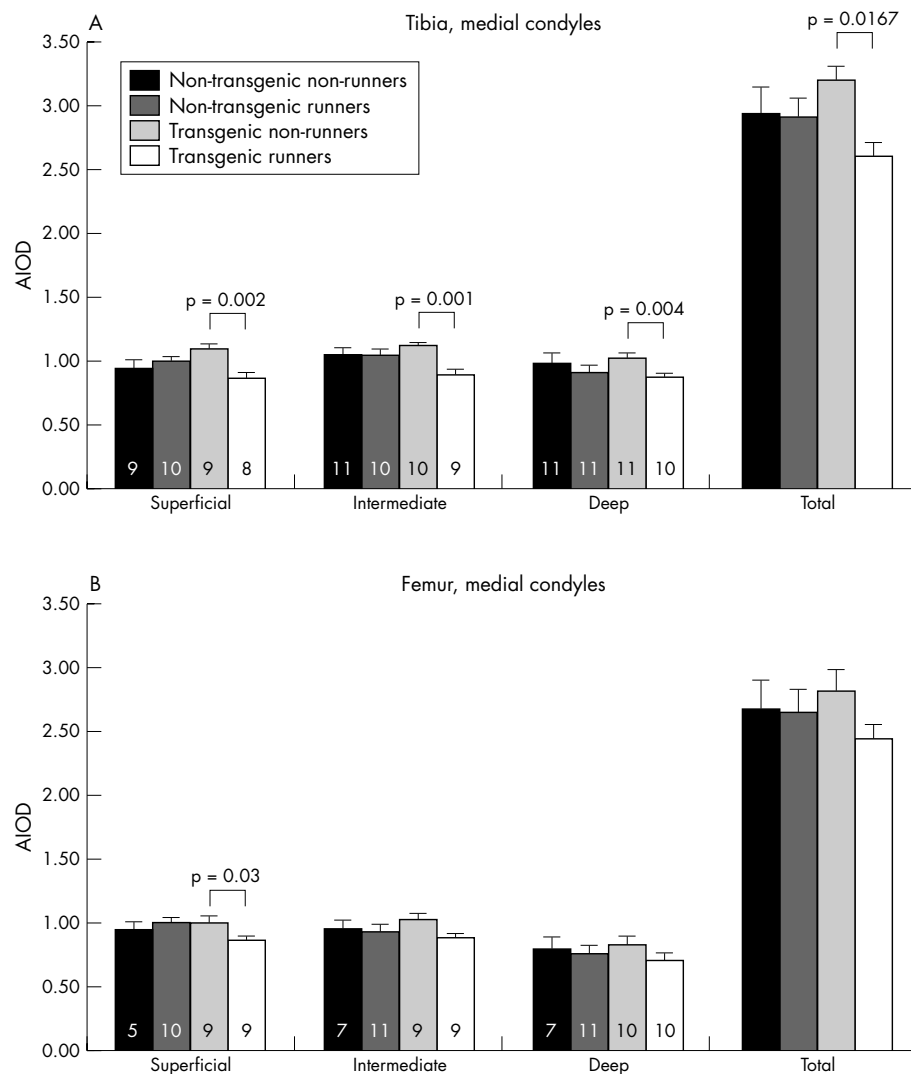 A
Tibia, medial condyles
p = 0.0167
3.50
Non-transgenic non-runners
Non-transgenic runners
Transgenic non-runners
Transgenic runners
3.00
2.50
2.00
1.50
1.00
0.50
0.00
AIOD
p = 0.002
p = 0.001
p = 0.004
9 10 9 8
11 10 10 9
11 11 11 10
Superficial Intermediate Deep Total
B
Femur, medial condyles
3.50
3.00
2.50
2.00
1.50
1.00
0.50
0.00
AIOD
p = 0.03
5 10 9 9
7 11 9 9
7 11 10 10
Superficial Intermediate Deep Total